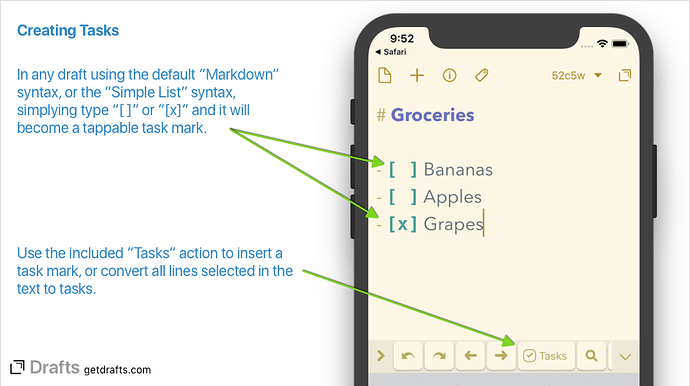 Creating Tasks
In any draft using the default “Markdown”
syntax, or the “Simple List” syntax,
simplying type “[ ]” or “[x]” and it will
become a tappable task mark.
Use the included “Tasks” action to insert a
task mark, or convert all lines selected in the
text to tasks.
Drafts getdrafts.com
9:52
Safari
52c5w
# Groceries
- [ ] Bananas
- [ ] Apples
- [x] Grapes
Tasks